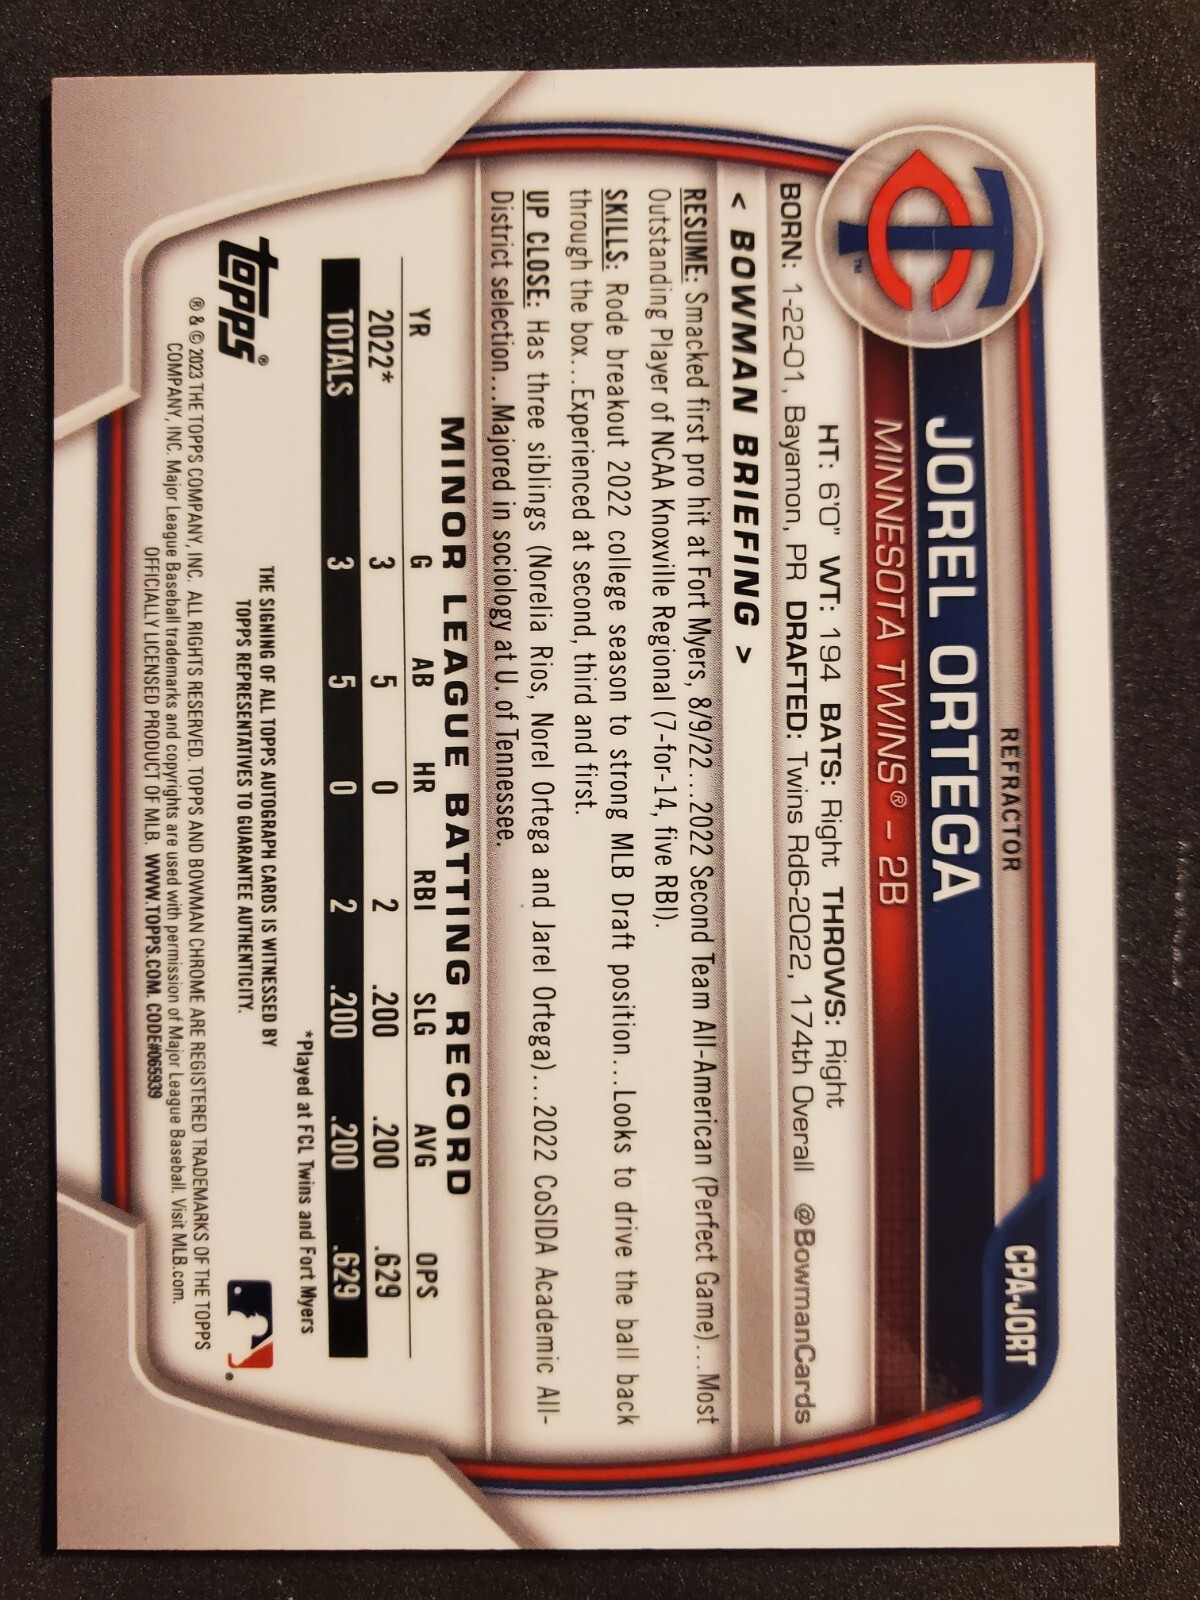 REFRACTOR
CPA-JORT
JOREL ORTEGA
MINNESOTA TWINS® – 2B
TC™
HT: 6'0" WT: 194 BATS: Right THROWS: Right
BORN: 1-22-01, Bayamon, PR DRAFTED: Twins Rd6-2022, 174th Overall @BowmanCards
< BOWMAN BRIEFING >
RESUME: Smacked first pro hit at Fort Myers, 8/9/22...2022 Second Team All-American (Perfect Game)...Most
Outstanding Player of NCAA Knoxville Regional (7-for-14, five RBI).
SKILLS: Rode breakout 2022 college season to strong MLB Draft position....Looks to drive the ball back
through the box...Experienced at second, third and first.
UP CLOSE: Has three siblings (Norelia Rios, Norel Ortega and Jarel Ortega)...2022 CoSIDA Academic All-
District selection...Majored in sociology at U. of Tennessee.
MINOR LEAGUE BATTING RECORD
YR G AB HR RBI SLG AVG OPS
2022* 3 5 0 2 .200 .200 .629
TOTALS 3 5 0 2 .200 .200 .629
*Played at FCL Twins and Fort Myers
topps®
THE SIGNING OF ALL TOPPS AUTOGRAPH CARDS IS WITNESSED BY
TOPPS REPRESENTATIVES TO GUARANTEE AUTHENTICITY.
® & © 2023 THE TOPPS COMPANY, INC. ALL RIGHTS RESERVED. TOPPS AND BOWMAN CHROME ARE REGISTERED TRADEMARKS OF THE TOPPS
COMPANY, INC. Major League Baseball trademarks and copyrights are used with permission of Major League Baseball. Visit MLB.com.
OFFICIALLY LICENSED PRODUCT OF MLB. WWW.TOPPS.COM. CODE#065939